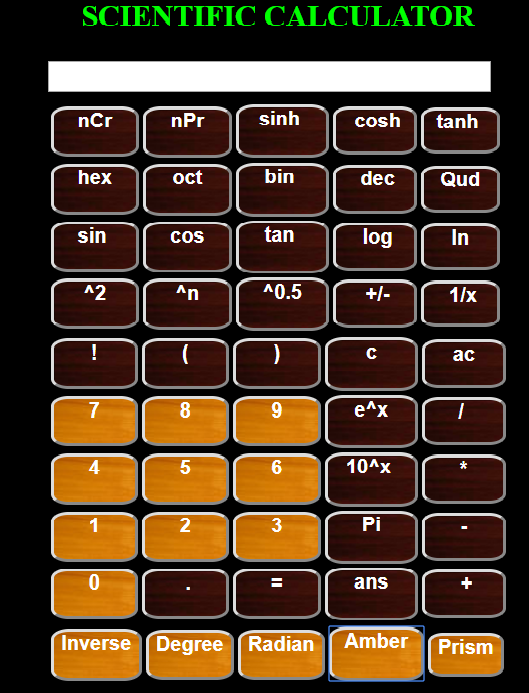 SCIENTIFIC CALCULATOR
nCr nPr sinh cosh tanh
hex oct bin dec Qud
sin cos tan log ln
^2 ^n ^0.5 +/- 1/x
! ( ) c ac
7 8 9 e^x /
4 5 6 10^x *
1 2 3 Pi -
0 . = ans +
Inverse Degree Radian Amber Prism